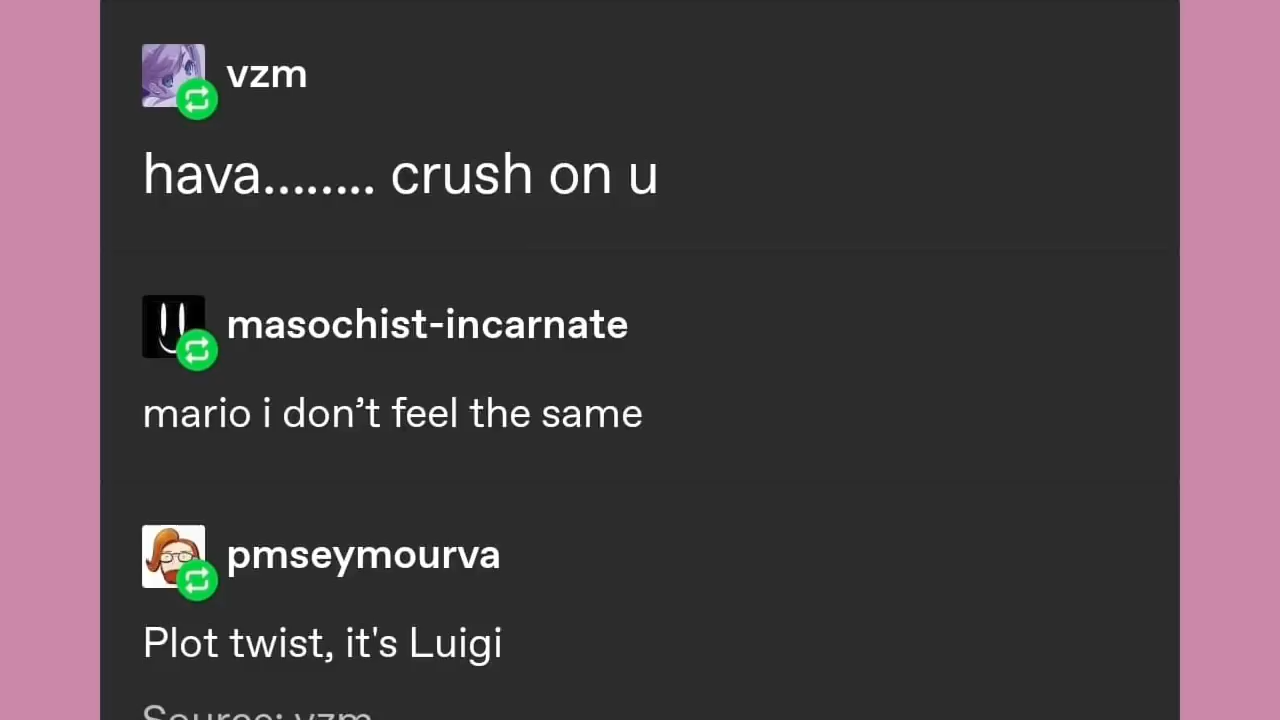 vzm
hava........ crush on u
masochist-incarnate
mario i don’t feel the same
pmseymourva
Plot twist, it's Luigi
Source: vzm